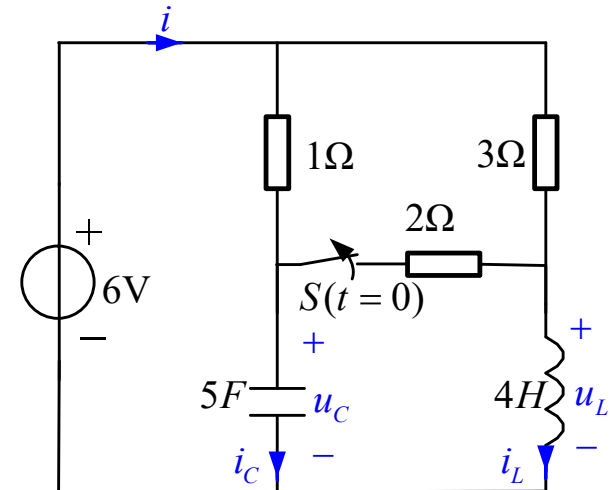 i
1Ω
3Ω
2Ω
+
6V
−
S(t = 0)
+
+
5F
u_C
4H
u_L
−
−
i_C
i_L